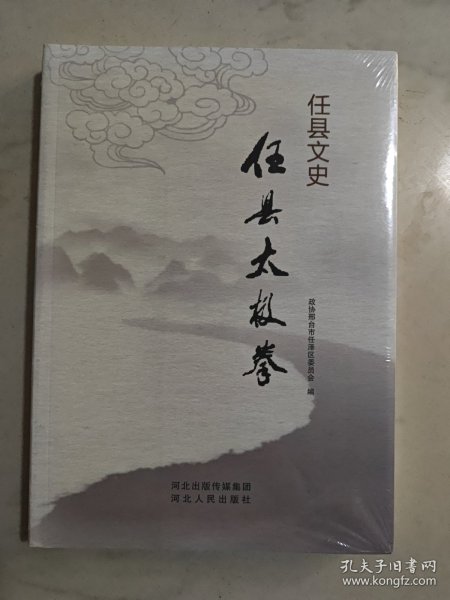 任县文史
任县太极拳
政协邢台市任泽区委员会 编
河北出版传媒集团
河北人民出版社
孔夫子旧书网
www.kongfz.com